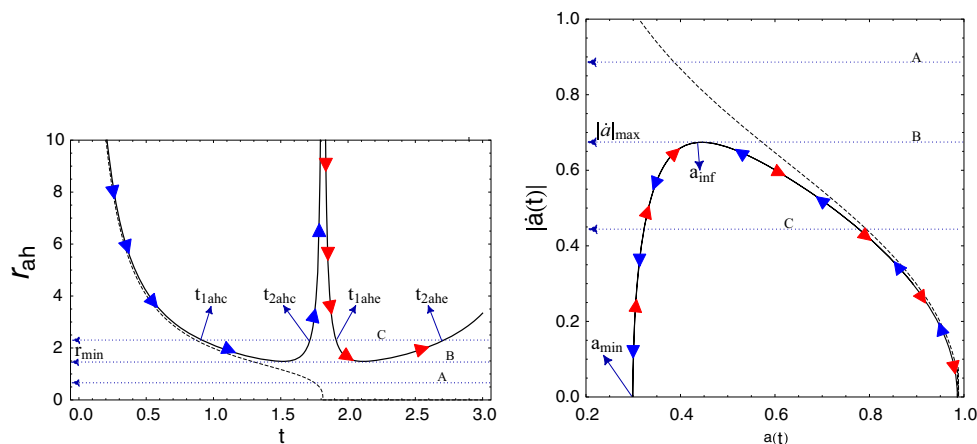 10
8
6
4
2
0
r_ah
r_min
t_1ahc
t_2ahc
t_1ahe
t_2ahe
C
B
A
0.0 0.5 1.0 1.5 2.0 2.5 3.0
t
1.0
0.8
0.6
0.4
0.2
0.0
|ȧ(t)|
A
|ȧ|_max
B
a_inf
C
a_min
0.2 0.4 0.6 0.8 1.0
a(t)